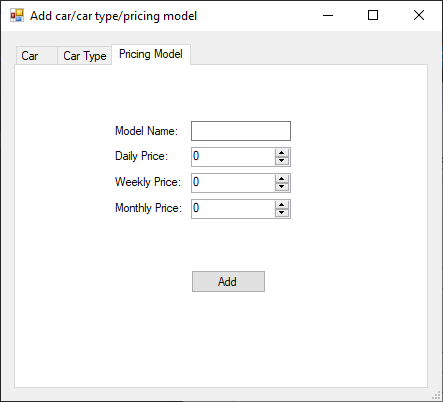 Add car/car type/pricing model
Car Car Type Pricing Model
Model Name:
Daily Price: 0
Weekly Price: 0
Monthly Price: 0
Add